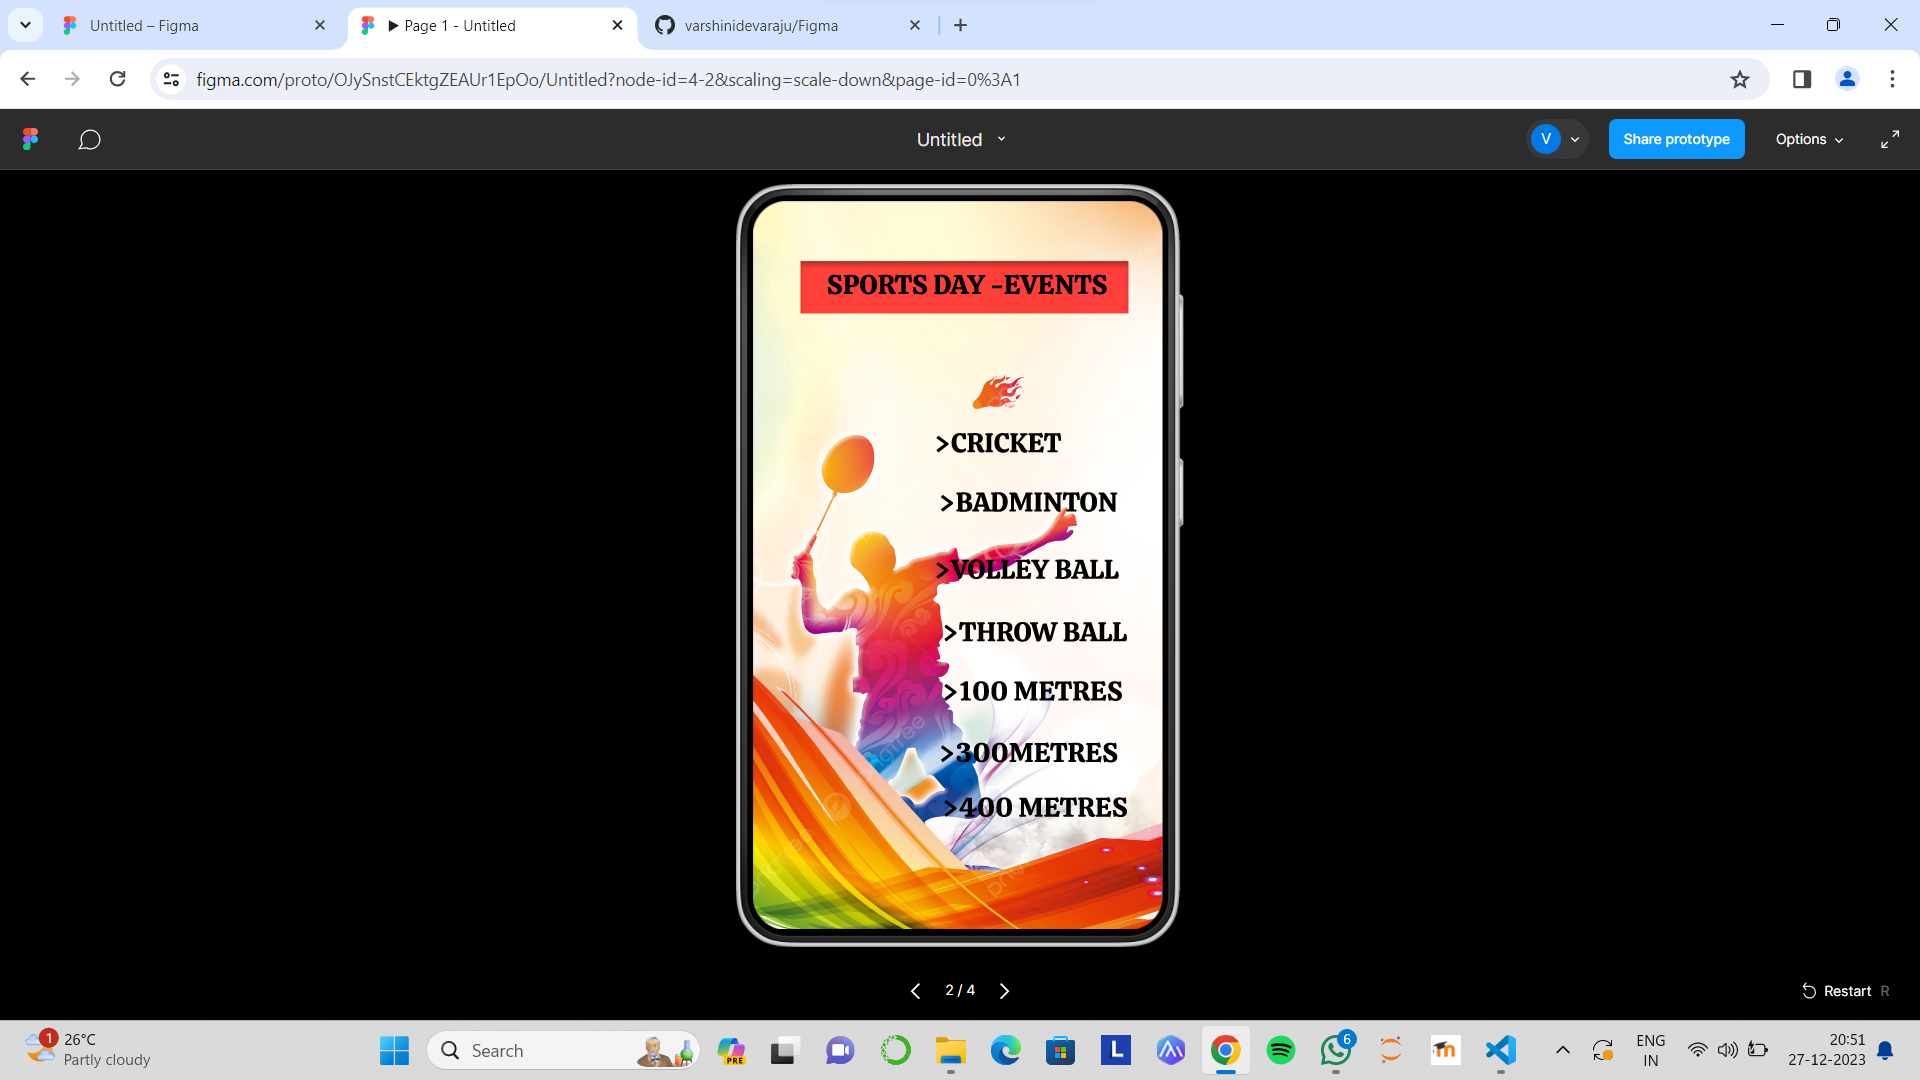 Untitled – Figma
▶ Page 1 - Untitled
varshinidevaraju/Figma
figma.com/proto/OJySnstCEktgZEAUr1EpOo/Untitled?node-id=4-2&scaling=scale-down&page-id=0%3A1
Untitled
V
Share prototype
Options
SPORTS DAY -EVENTS
>CRICKET
>BADMINTON
>VOLLEY BALL
>THROW BALL
>100 METRES
>300METRES
>400 METRES
2 / 4
Restart R
1
26°C
Partly cloudy
Search
PRE
L
6
m
ENG
IN
20:51
27-12-2023